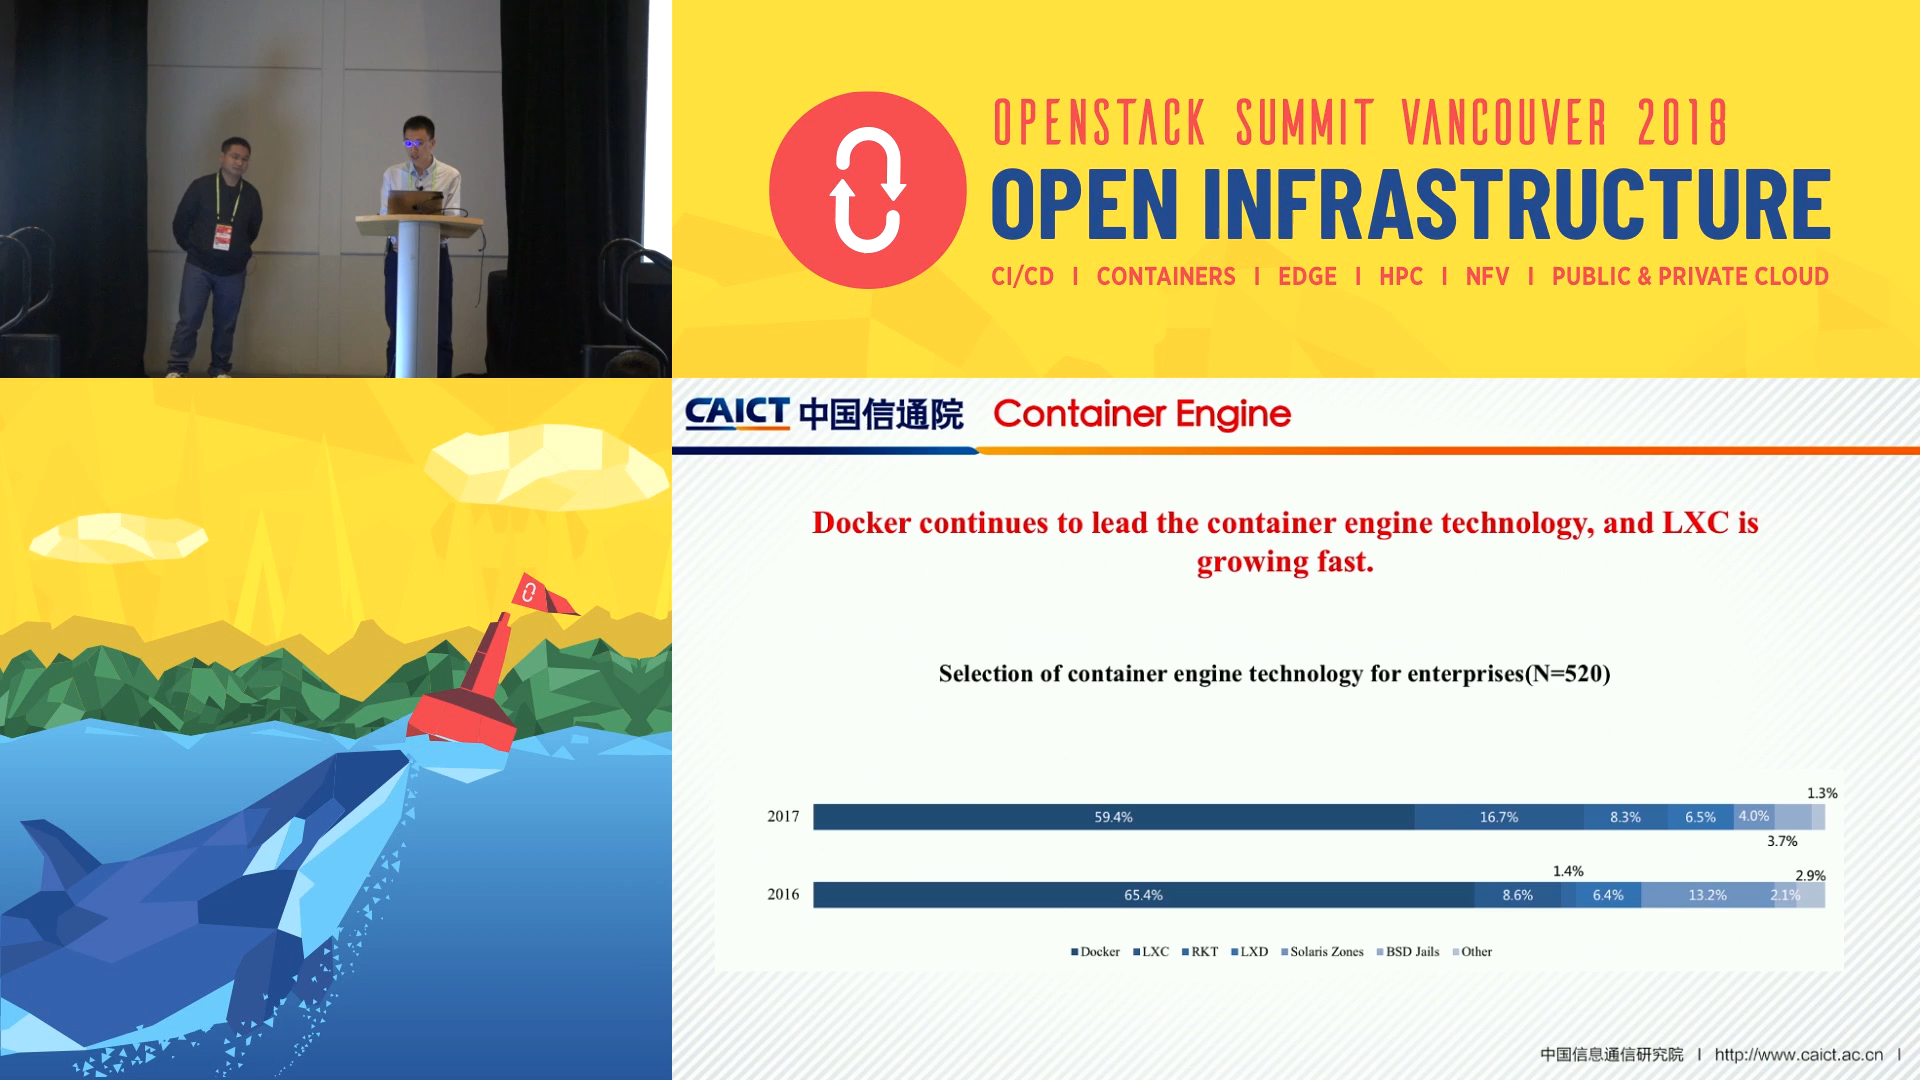 OPENSTACK SUMMIT VANCOUVER 2018
OPEN INFRASTRUCTURE
CI/CD I CONTAINERS I EDGE I HPC I NFV I PUBLIC & PRIVATE CLOUD
CAICT 中国信通院 Container Engine
Docker continues to lead the container engine technology, and LXC is
growing fast.
Selection of container engine technology for enterprises(N=520)
1.3%
2017 59.4% 16.7% 8.3% 6.5% 4.0%
3.7%
1.4% 2.9%
2016 65.4% 8.6% 6.4% 13.2% 2.1%
Docker LXC RKT LXD Solaris Zones BSD Jails Other
中国信息通信研究院 I http://www.caict.ac.cn I